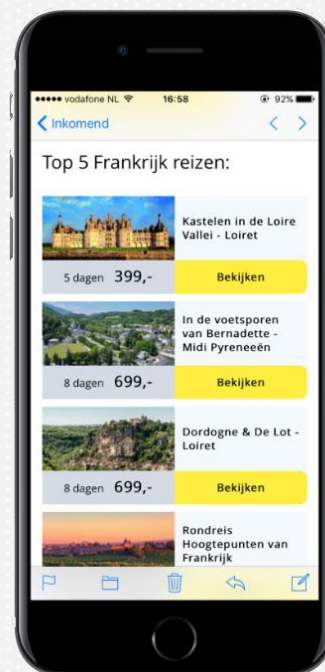 vodafone NL 16:58 92%
Inkomend
Top 5 Frankrijk reizen:
Kastelen in de Loire
Vallei - Loiret
5 dagen 399,- Bekijken
In de voetsporen
van Bernadette -
Midi Pyreneeën
8 dagen 699,- Bekijken
Dordogne & De Lot -
Loiret
8 dagen 699,- Bekijken
Rondreis
Hoogtepunten van
Frankrijk